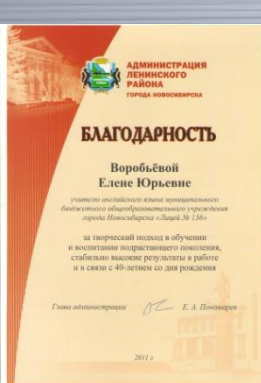 АДМИНИСТРАЦИЯ
ЛЕНИНСКОГО
РАЙОНА
ГОРОДА НОВОСИБИРСКА
БЛАГОДАРНОСТЬ
Воробьёвой
Елене Юрьевне
учителю английского языка муниципального
бюджетного общеобразовательного учреждения
города Новосибирска «Лицей № 136»
за творческий подход в обучении
и воспитании подрастающего поколения,
стабильно высокие результаты в работе
и в связи с 40-летием со дня рождения
Глава администрации Е. А. Пономарев
2011 г.